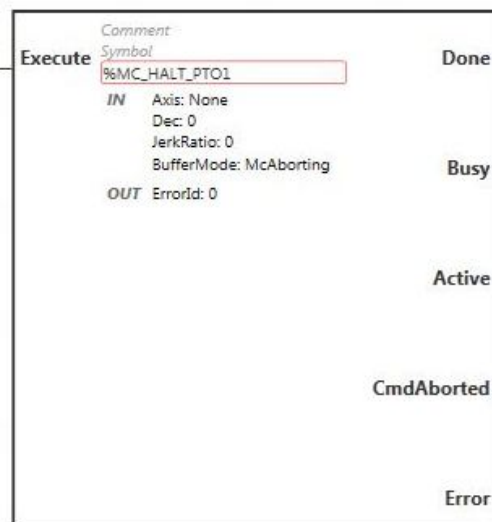 Comment
Symbol
Execute
%MC_HALT_PTO1
IN Axis: None
Dec: 0
JerkRatio: 0
BufferMode: McAborting
OUT ErrorId: 0
Done
Busy
Active
CmdAborted
Error